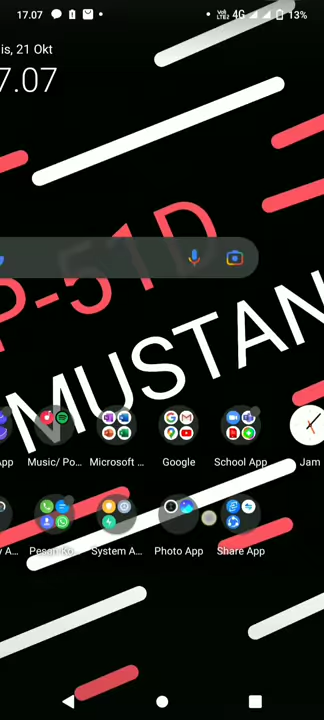 17.07
4G
13%
is, 21 Okt
7.07
P-51D
MUSTAN
App
Music/ Po...
Microsoft ...
Google
School App
Jam
y A...
Pesan Ko...
System A...
Photo App
Share App